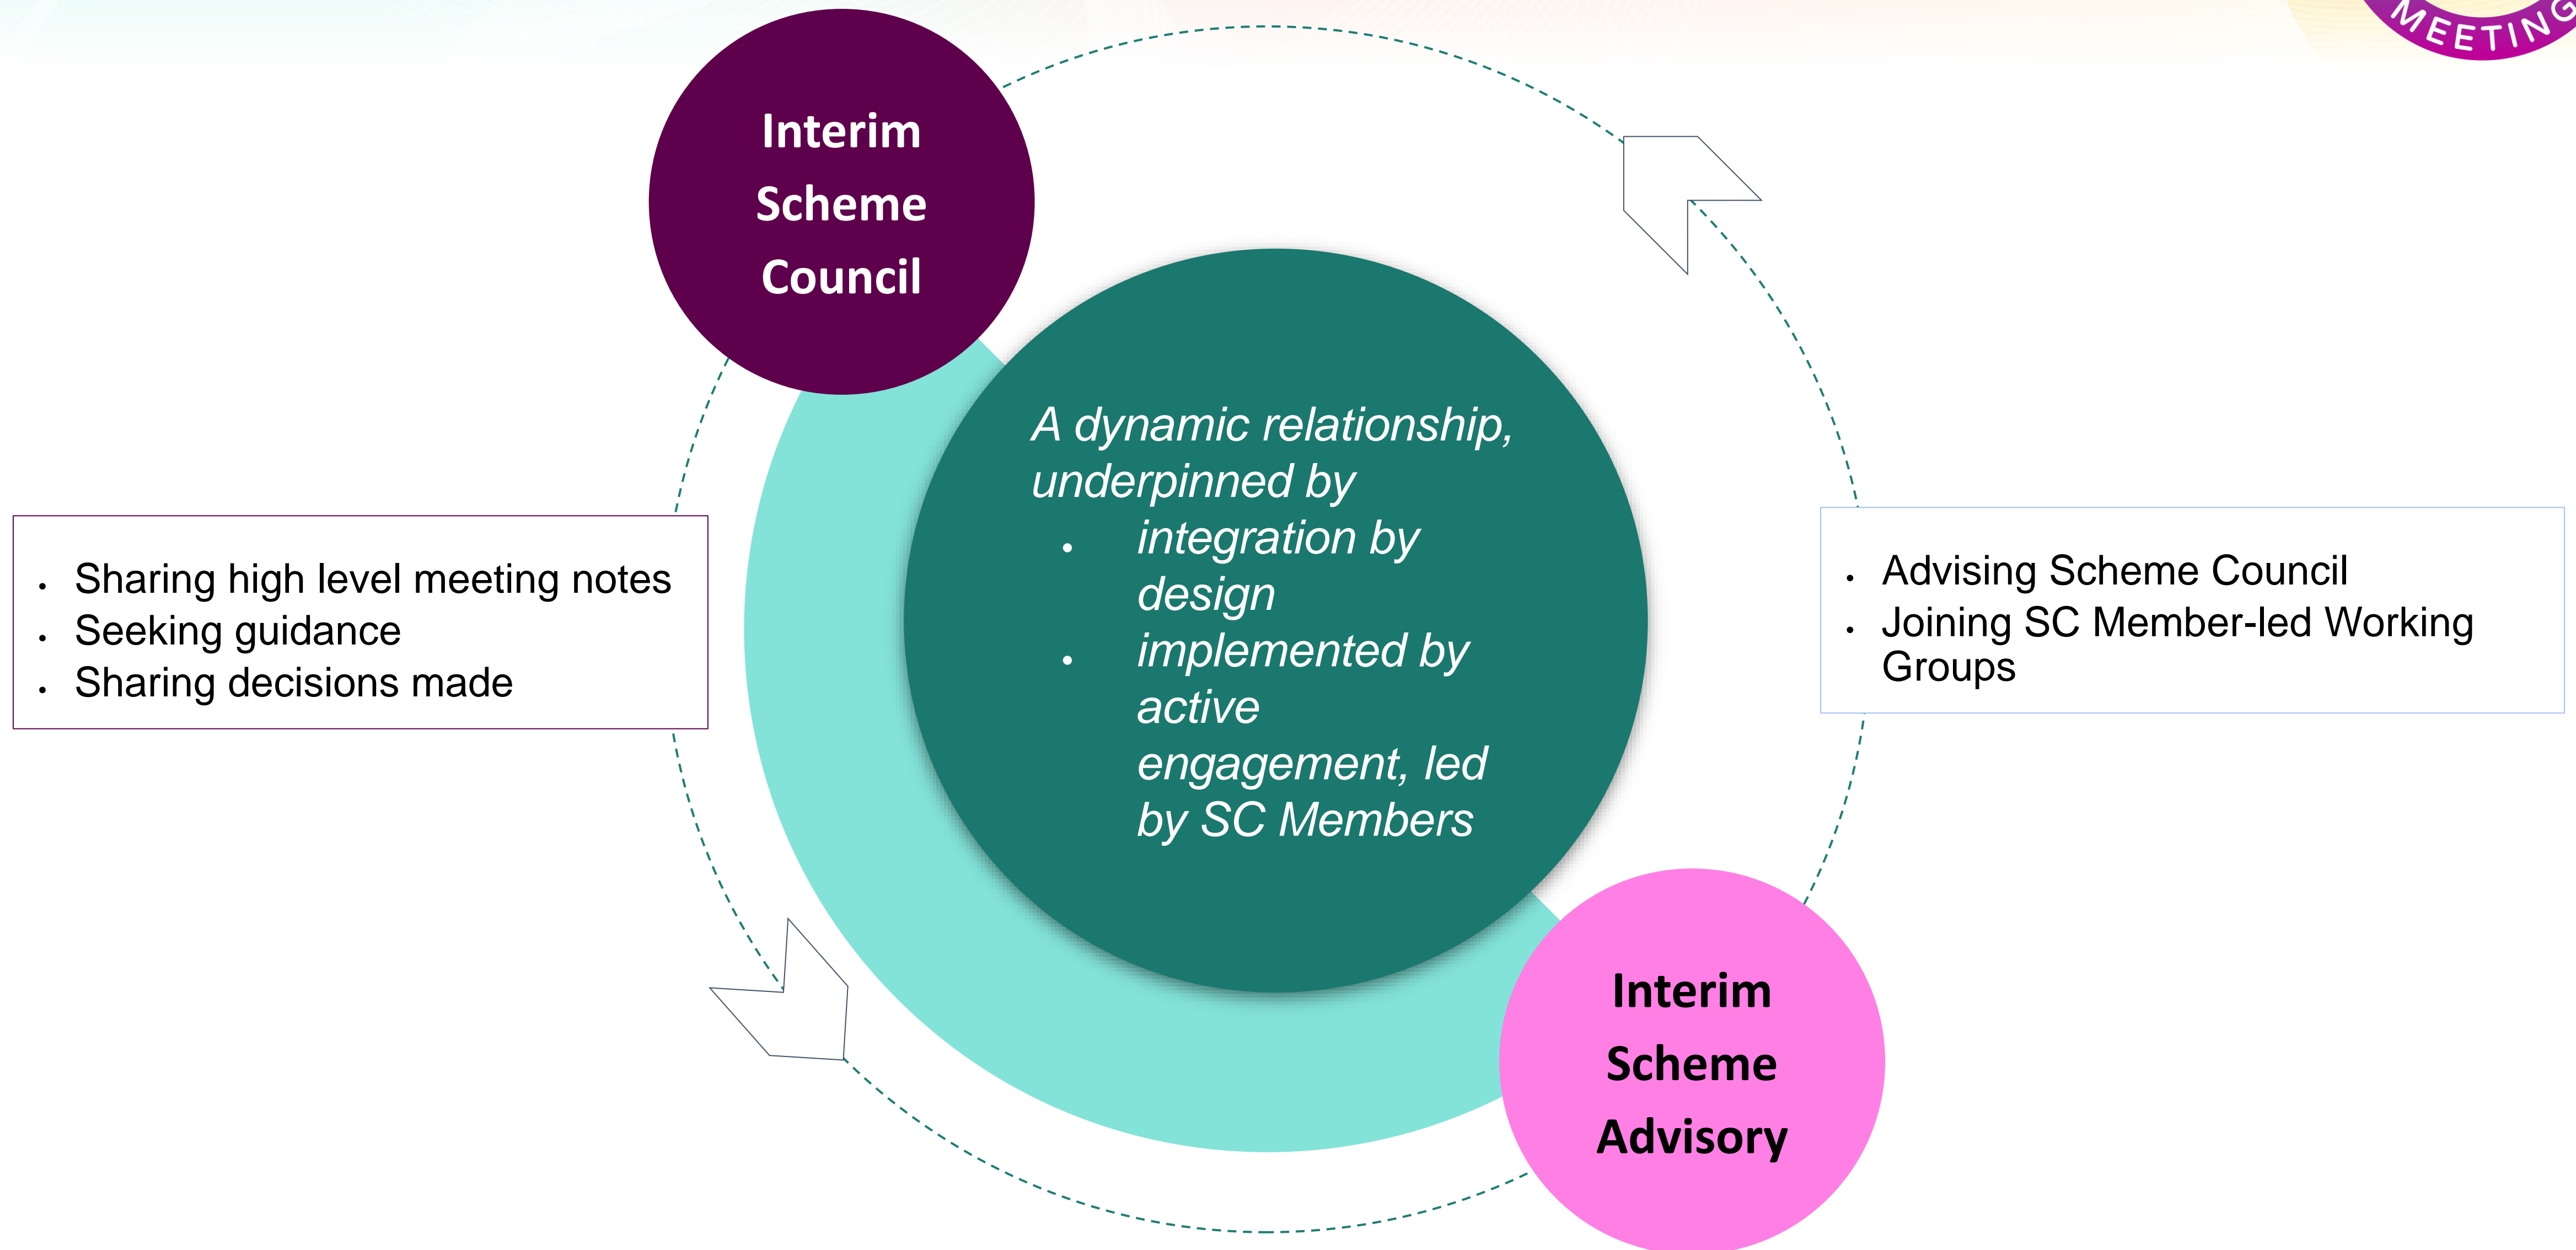 MEETING
Interim
Scheme
Council
A dynamic relationship,
underpinned by
• integration by
design
• implemented by
active
engagement, led
by SC Members
• Sharing high level meeting notes
• Seeking guidance
• Sharing decisions made
• Advising Scheme Council
• Joining SC Member-led Working
Groups
Interim
Scheme
Advisory